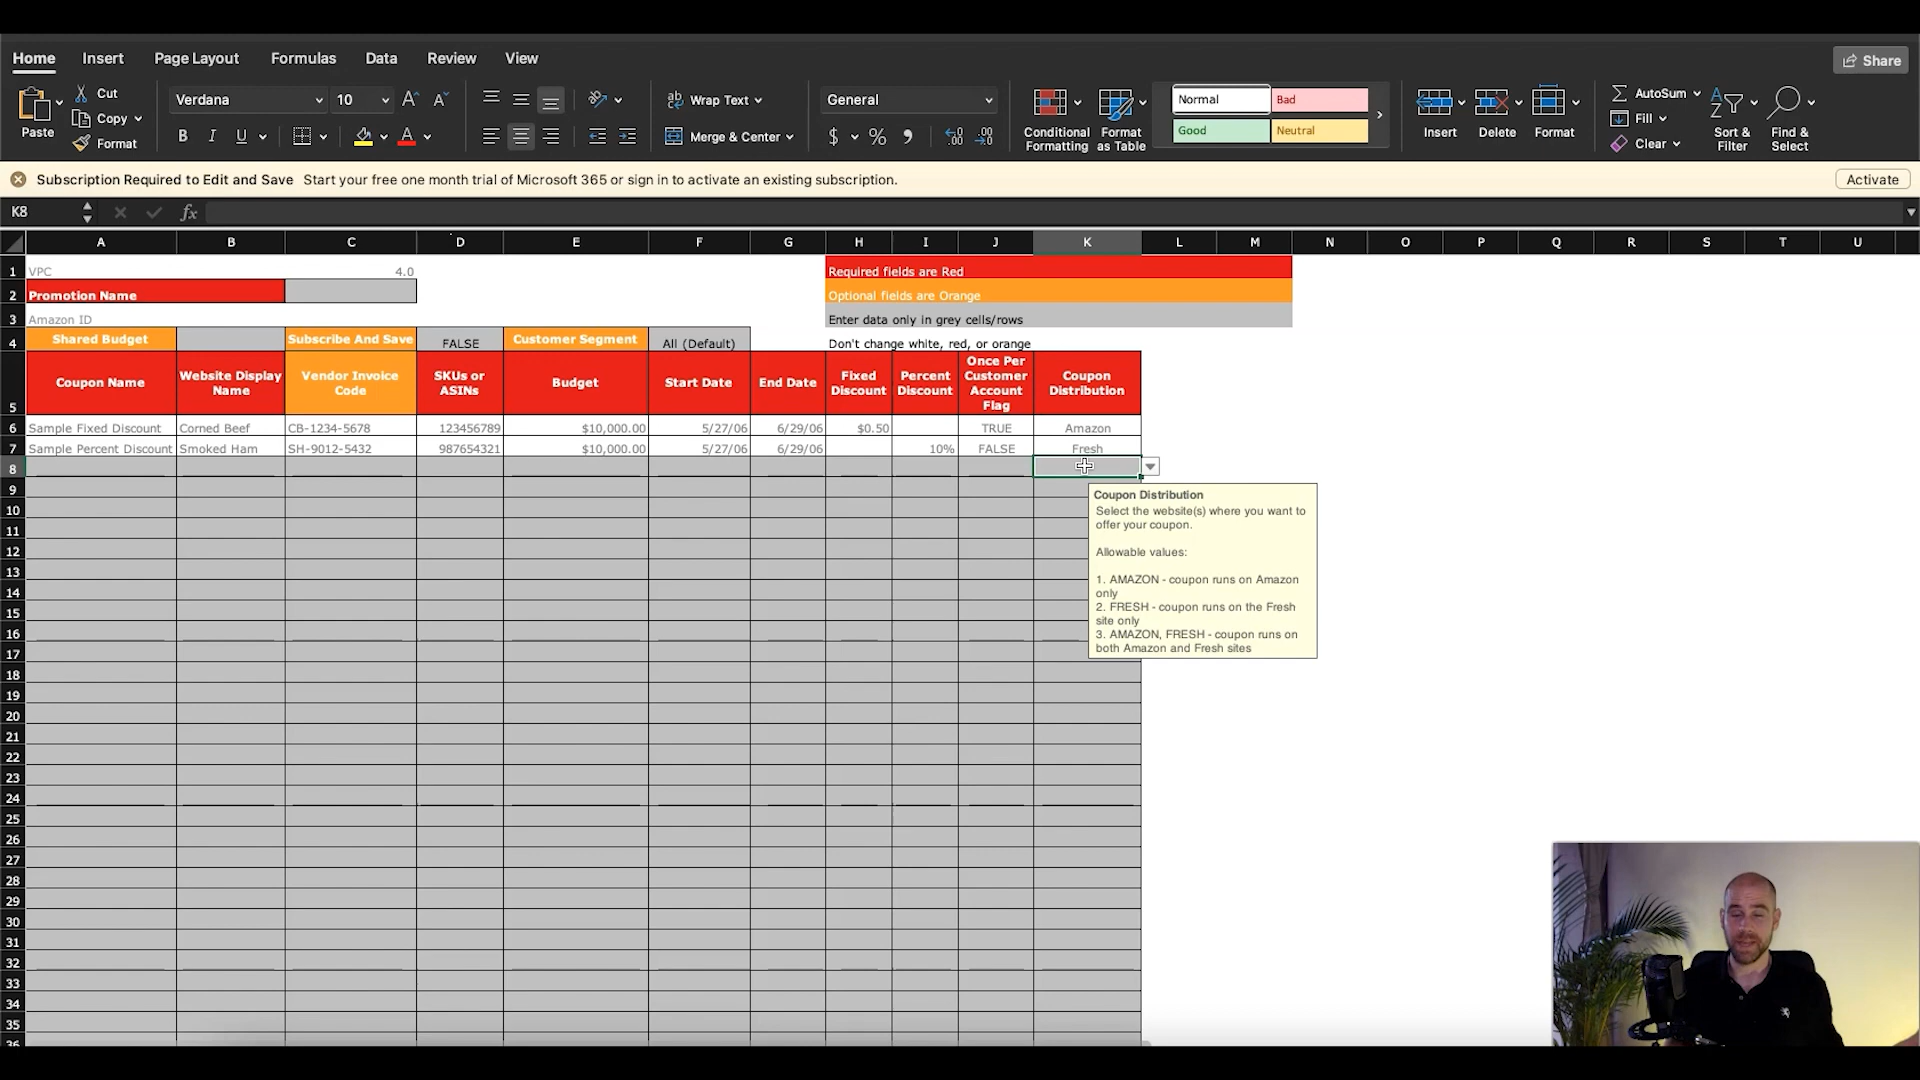 Home Insert Page Layout Formulas Data Review View Share
Paste Cut Copy Format
Verdana 10 A A
B I U A
Wrap Text
Merge & Center
General
$ % 9 .00 .00
Conditional Formatting
Format as Table
Normal Bad
Good Neutral
Insert Delete Format
AutoSum
Fill
Clear
Sort & Filter
Find & Select
Subscription Required to Edit and Save Start your free one month trial of Microsoft 365 or sign in to activate an existing subscription. Activate
K8 fx
A B C D E F G H I J K L M N O P Q R S T U
1 VPC 4.0 Required fields are Red
2 Promotion Name Optional fields are Orange
3 Amazon ID Enter data only in grey cells/rows
4 Shared Budget Subscribe And Save FALSE Customer Segment All (Default) Don't change white, red, or orange
5 Coupon Name Website Display Name Vendor Invoice Code SKUs or ASINs Budget Start Date End Date Fixed Discount Percent Discount Once Per Customer Account Flag Coupon Distribution
6 Sample Fixed Discount Corned Beef CB-1234-5678 123456789 $10,000.00 5/27/06 6/29/06 $0.50 TRUE Amazon
7 Sample Percent Discount Smoked Ham SH-9012-5432 987654321 $10,000.00 5/27/06 6/29/06 10% FALSE Fresh
8
9
10
11
12
13
14
15
16
17
18
19
20
21
22
23
24
25
26
27
28
29
30
31
32
33
34
35
36
Coupon Distribution
Select the website(s) where you want to
offer your coupon.
Allowable values:
1. AMAZON - coupon runs on Amazon
only
2. FRESH - coupon runs on the Fresh
site only
3. AMAZON, FRESH - coupon runs on
both Amazon and Fresh sites